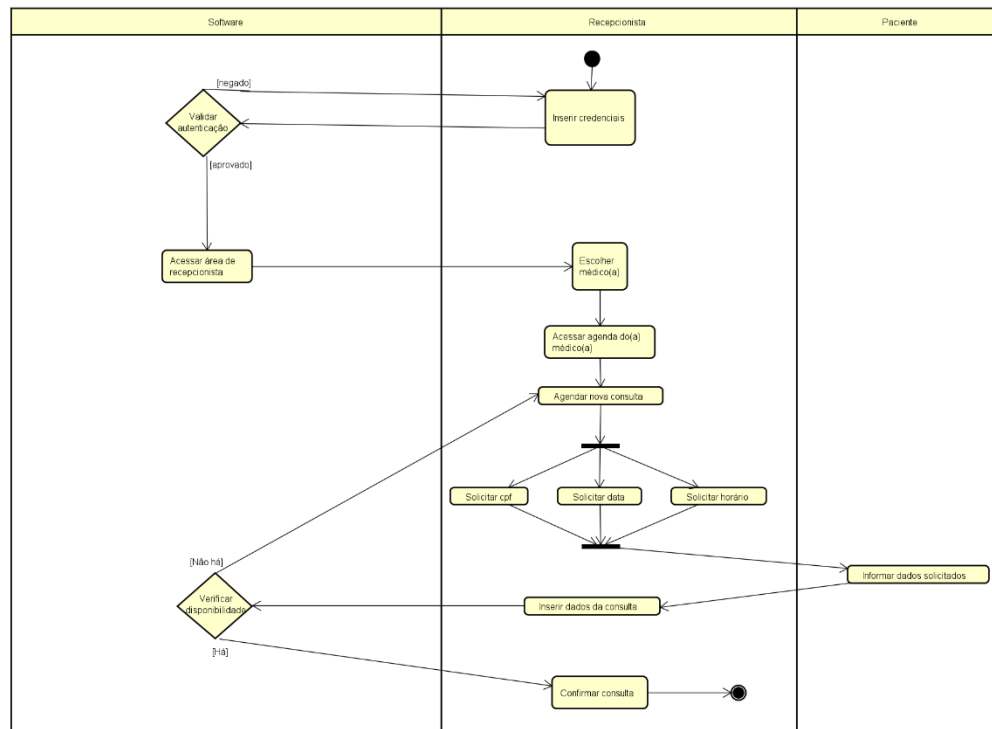 Software
Recepcionista
Paciente
[negado]
Validar
autenticação
Inserir credenciais
[aprovado]
Acessar área de
recepcionista
Escolher
médico(a)
Acessar agenda do(a)
médico(a)
Agendar nova consulta
Solicitar cpf
Solicitar data
Solicitar horário
[Não há]
Informar dados solicitados
Verificar
disponibilidade
Inserir dados da consulta
[Há]
Confirmar consulta